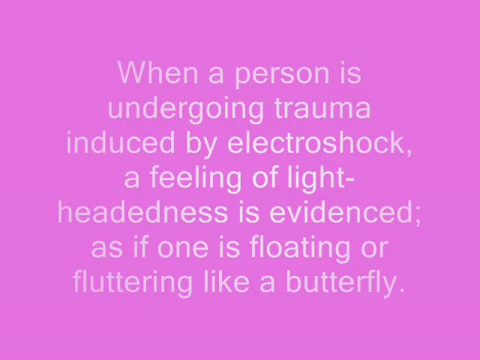 When a person is
undergoing trauma
induced by electroshock,
a feeling of light-
headedness is evidenced;
as if one is floating or
fluttering like a butterfly.